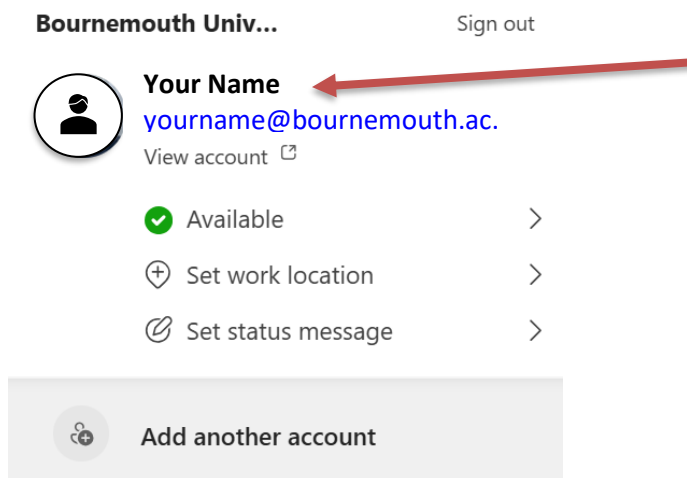 Bournemouth Univ...
Sign out
Your Name
yourname@bournemouth.ac.
View account
Available
Set work location
Set status message
Add another account